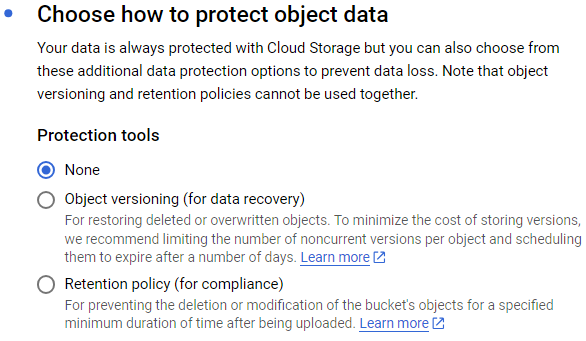 Choose how to protect object data
Your data is always protected with Cloud Storage but you can also choose from
these additional data protection options to prevent data loss. Note that object
versioning and retention policies cannot be used together.
Protection tools
None
Object versioning (for data recovery)
For restoring deleted or overwritten objects. To minimize the cost of storing versions,
we recommend limiting the number of noncurrent versions per object and scheduling
them to expire after a number of days. Learn more
Retention policy (for compliance)
For preventing the deletion or modification of the bucket's objects for a specified
minimum duration of time after being uploaded. Learn more